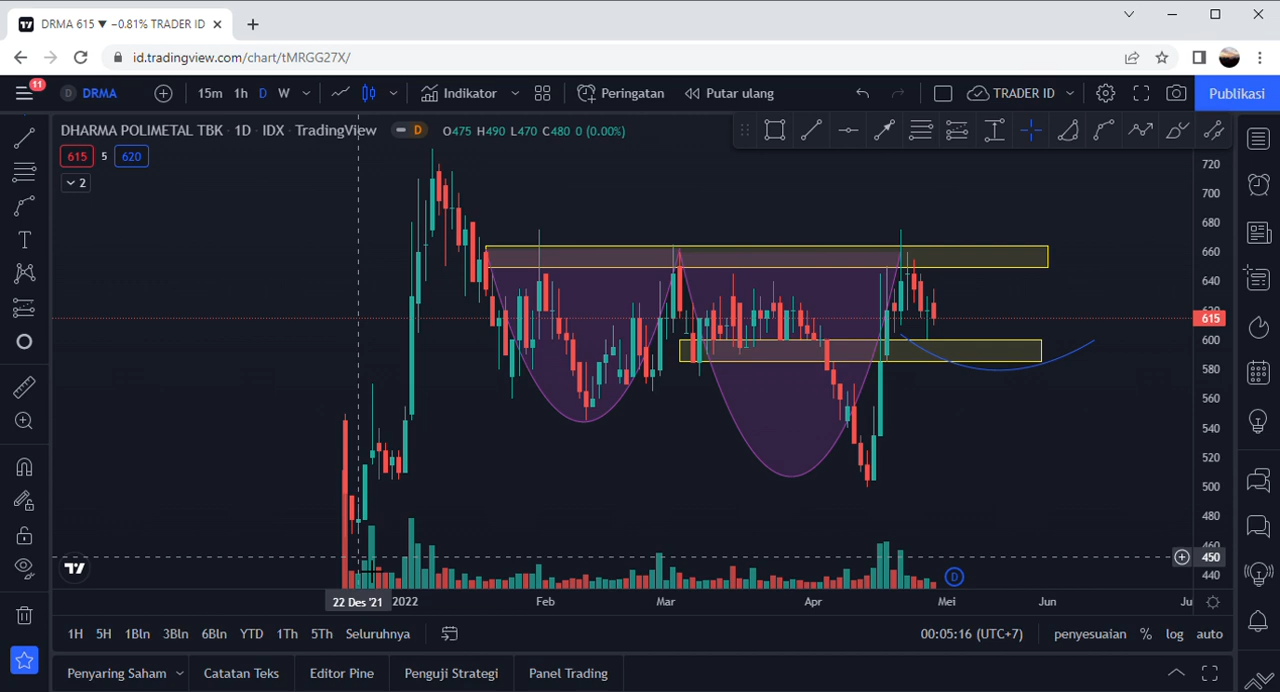 DRMA 615 ▼ −0.81% TRADER ID
id.tradingview.com/chart/tMRGG27X/
11
D DRMA 15m 1h D W Indikator Peringatan Putar ulang TRADER ID Publikasi
DHARMA POLIMETAL TBK · 1D · IDX · TradingView D O475 H490 L470 C480 0 (0.00%)
615 5 620
2
720
700
680
660
640
620
615
600
580
560
540
520
500
480
460
450
440
D
22 Des '21 2022 Feb Mar Apr Mei Jun Ju
1H 5H 1Bln 3Bln 6Bln YTD 1Th 5Th Seluruhnya 00:05:16 (UTC+7) penyesuaian % log auto
Penyaring Saham Catatan Teks Editor Pine Penguji Strategi Panel Trading